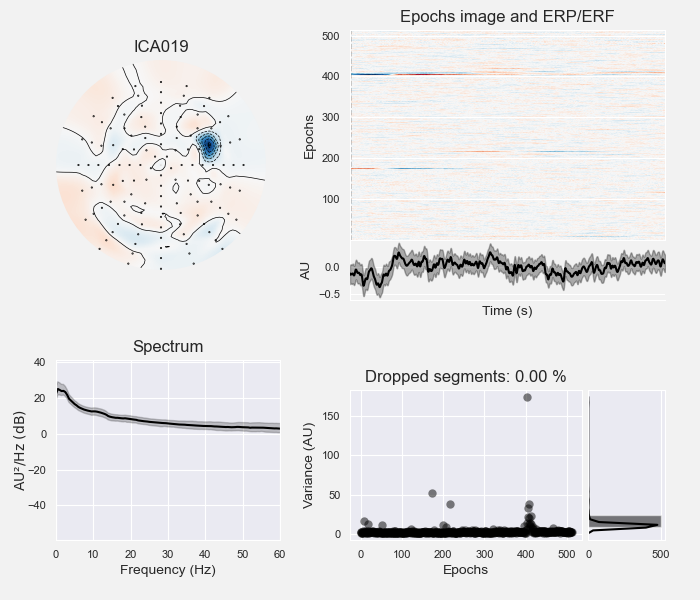 ICA019
Epochs image and ERP/ERF
Epochs
500
400
300
200
100
AU
0.0
−0.5
Time (s)
Spectrum
AU²/Hz (dB)
40
20
0
−20
−40
0 10 20 30 40 50 60
Frequency (Hz)
Dropped segments: 0.00 %
Variance (AU)
150
100
50
0
0 100 200 300 400 500
Epochs
0 500